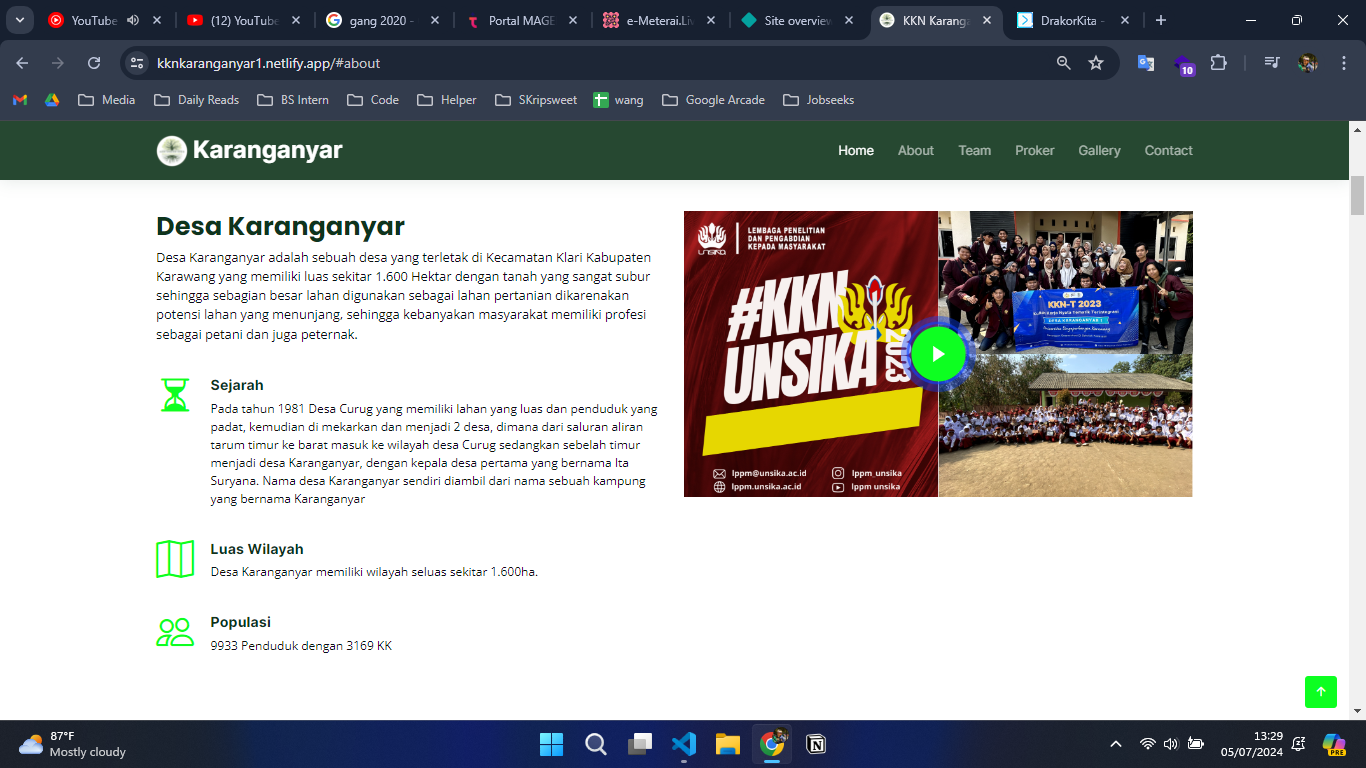 YouTube
(12) YouTube
gang 2020 -
Portal MAGE
e-Meterai.Liv
Site overview
KKN Karanga
DrakorKita -
kknkaranganyar1.netlify.app/#about
10
Media
Daily Reads
BS Intern
Code
Helper
SKripsweet
wang
Google Arcade
Jobseeks
Karanganyar
Home
About
Team
Proker
Gallery
Contact
Desa Karanganyar
Desa Karanganyar adalah sebuah desa yang terletak di Kecamatan Klari Kabupaten
Karawang yang memiliki luas sekitar 1.600 Hektar dengan tanah yang sangat subur
sehingga sebagian besar lahan digunakan sebagai lahan pertanian dikarenakan
potensi lahan yang menunjang. sehingga kebanyakan masyarakat memiliki profesi
sebagai petani dan juga peternak.
Sejarah
Pada tahun 1981 Desa Curug yang memiliki lahan yang luas dan penduduk yang
padat, kemudian di mekarkan dan menjadi 2 desa, dimana dari saluran aliran
tarum timur ke barat masuk ke wilayah desa Curug sedangkan sebelah timur
menjadi desa Karanganyar, dengan kepala desa pertama yang bernama Ita
Suryana. Nama desa Karanganyar sendiri diambil dari nama sebuah kampung
yang bernama Karanganyar
Luas Wilayah
Desa Karanganyar memiliki wilayah seluas sekitar 1.600ha.
Populasi
9933 Penduduk dengan 3169 KK
UNSIKA
LEMBAGA PENELITIAN
DAN PENGABDIAN
KEPADA MASYARAKAT
#KKN
UNSIKA
2023
lppm@unsika.ac.id
lppm_unsika
lppm.unsika.ac.id
lppm unsika
KKN-T 2023
DESA KARANGANYAR 1
87°F
Mostly cloudy
13:29
05/07/2024
PRE